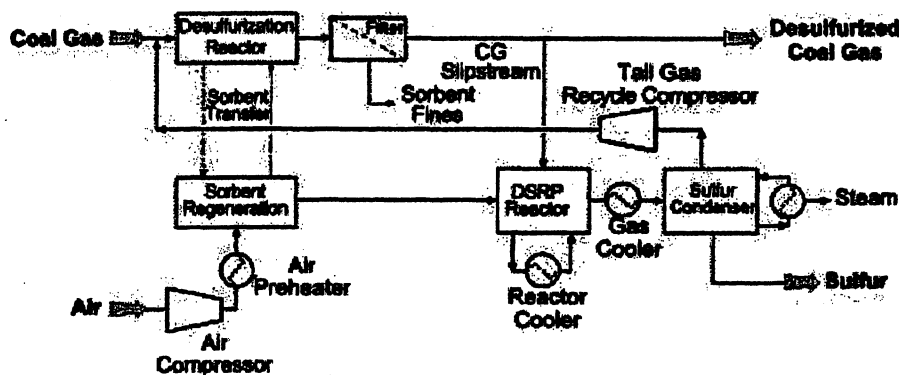 Coal Gas
Desulfurization
Reactor
Filter
Desulfurized
Coal Gas
CG
Slipstream
Tail Gas
Recycle Compressor
Sorbent
Transfer
Sorbent
Fines
Sorbent
Regeneration
DSRP
Reactor
Sulfur
Condenser
Steam
Gas
Cooler
Air
Preheater
Reactor
Cooler
Sulfur
Air
Air
Compressor